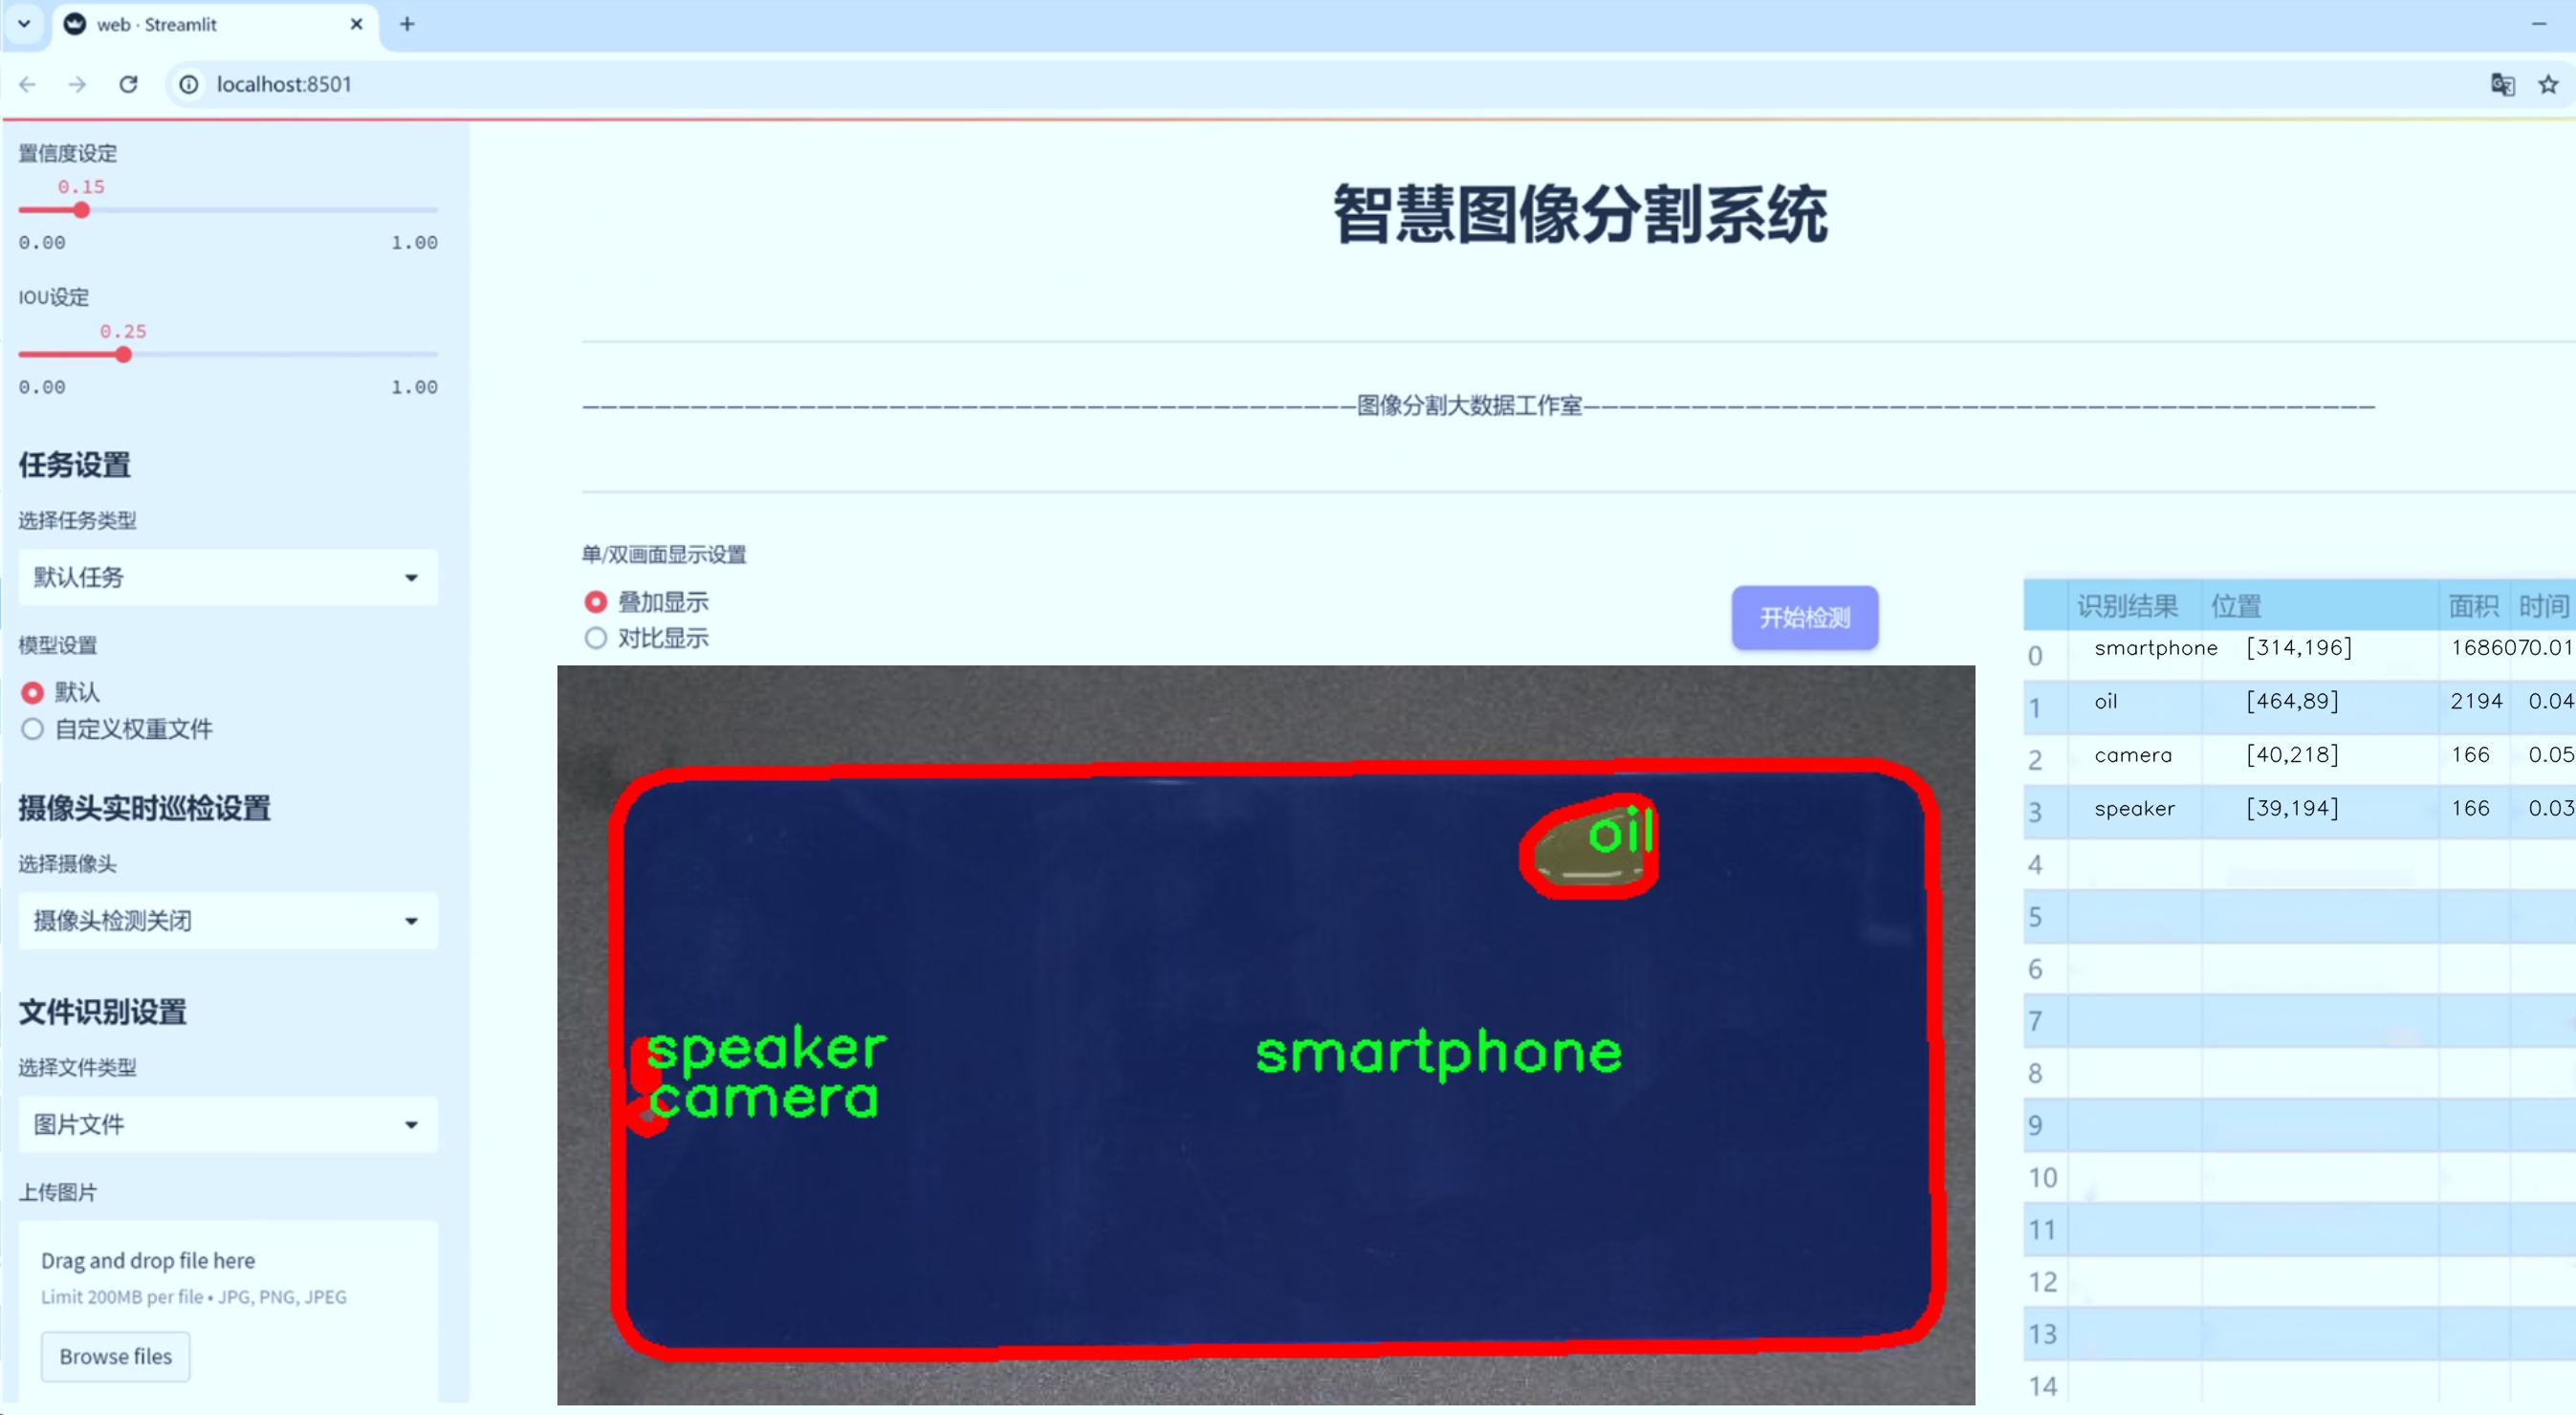 web · Streamlit
localhost:8501
置信度设定
0.15
0.00 1.00
IOU设定
0.25
0.00 1.00
任务设置
选择任务类型
默认任务
模型设置
默认
自定义权重文件
摄像头实时巡检设置
选择摄像头
摄像头检测关闭
文件识别设置
选择文件类型
图片文件
上传图片
Drag and drop file here
Limit 200MB per file • JPG, PNG, JPEG
Browse files
智慧图像分割系统
———————————————————————————————————————————图像分割大数据工作室————————————————————————————————————————————
单/双画面显示设置
叠加显示
对比显示
开始检测
oil
speaker
smartphone
camera
识别结果 位置 面积 时间
0 smartphone [314,196] 1686070.01
1 oil [464,89] 2194 0.04
2 camera [40,218] 166 0.05
3 speaker [39,194] 166 0.03
4
5
6
7
8
9
10
11
12
13
14